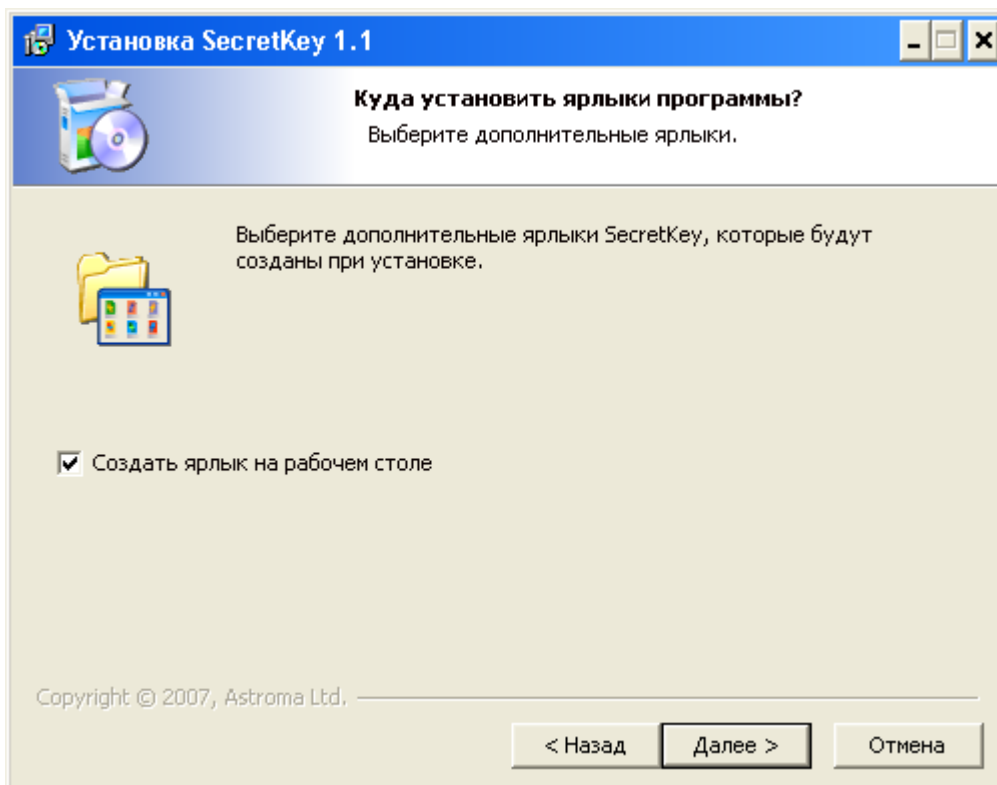 Установка SecretKey 1.1
Куда установить ярлыки программы?
Выберите дополнительные ярлыки.
Выберите дополнительные ярлыки SecretKey, которые будут
созданы при установке.
Создать ярлык на рабочем столе
Copyright © 2007, Astroma Ltd.
< Назад
Далее >
Отмена